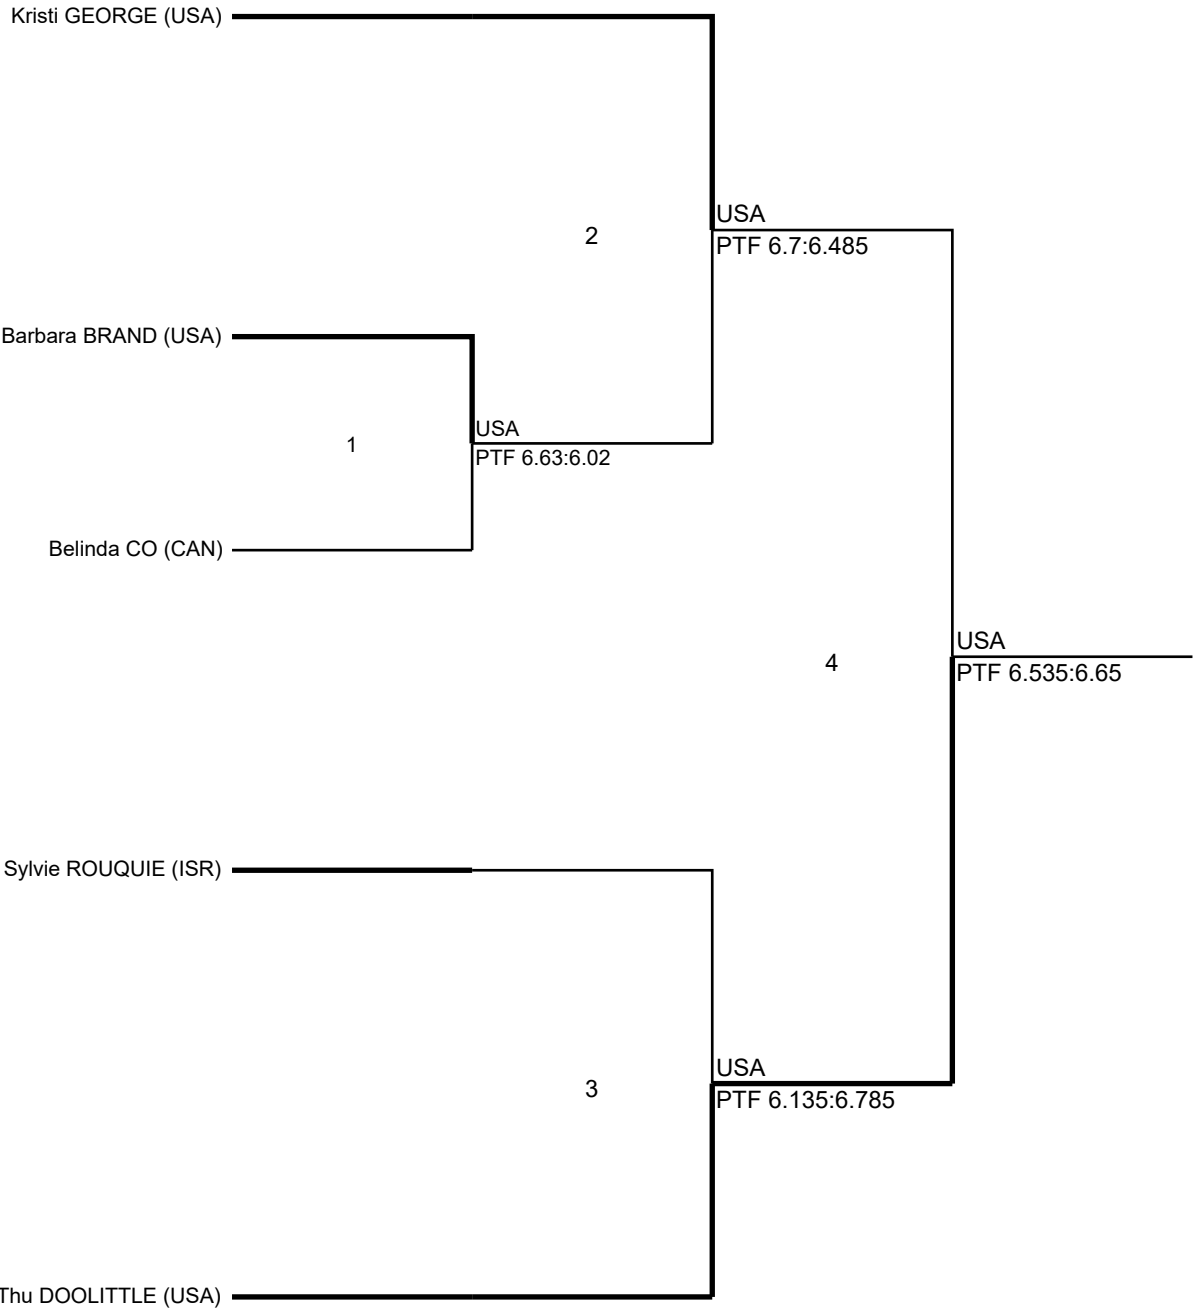 Kristi GEORGE (USA)
USA
2
PTF 6.7:6.485
Barbara BRAND (USA)
USA
1
PTF 6.63:6.02
Belinda CO (CAN)
USA
4
PTF 6.535:6.65
Sylvie ROUQUIE (ISR)
USA
3
PTF 6.135:6.785
Thu DOOLITTLE (USA)